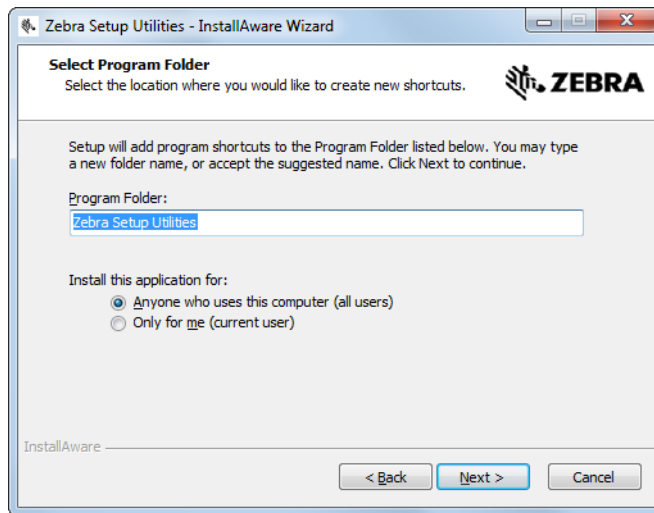 Zebra Setup Utilities - InstallAware Wizard
Select Program Folder
Select the location where you would like to create new shortcuts.
ZEBRA
Setup will add program shortcuts to the Program Folder listed below. You may type
a new folder name, or accept the suggested name. Click Next to continue.
Program Folder:
Zebra Setup Utilities
Install this application for:
Anyone who uses this computer (all users)
Only for me (current user)
InstallAware
< Back
Next >
Cancel